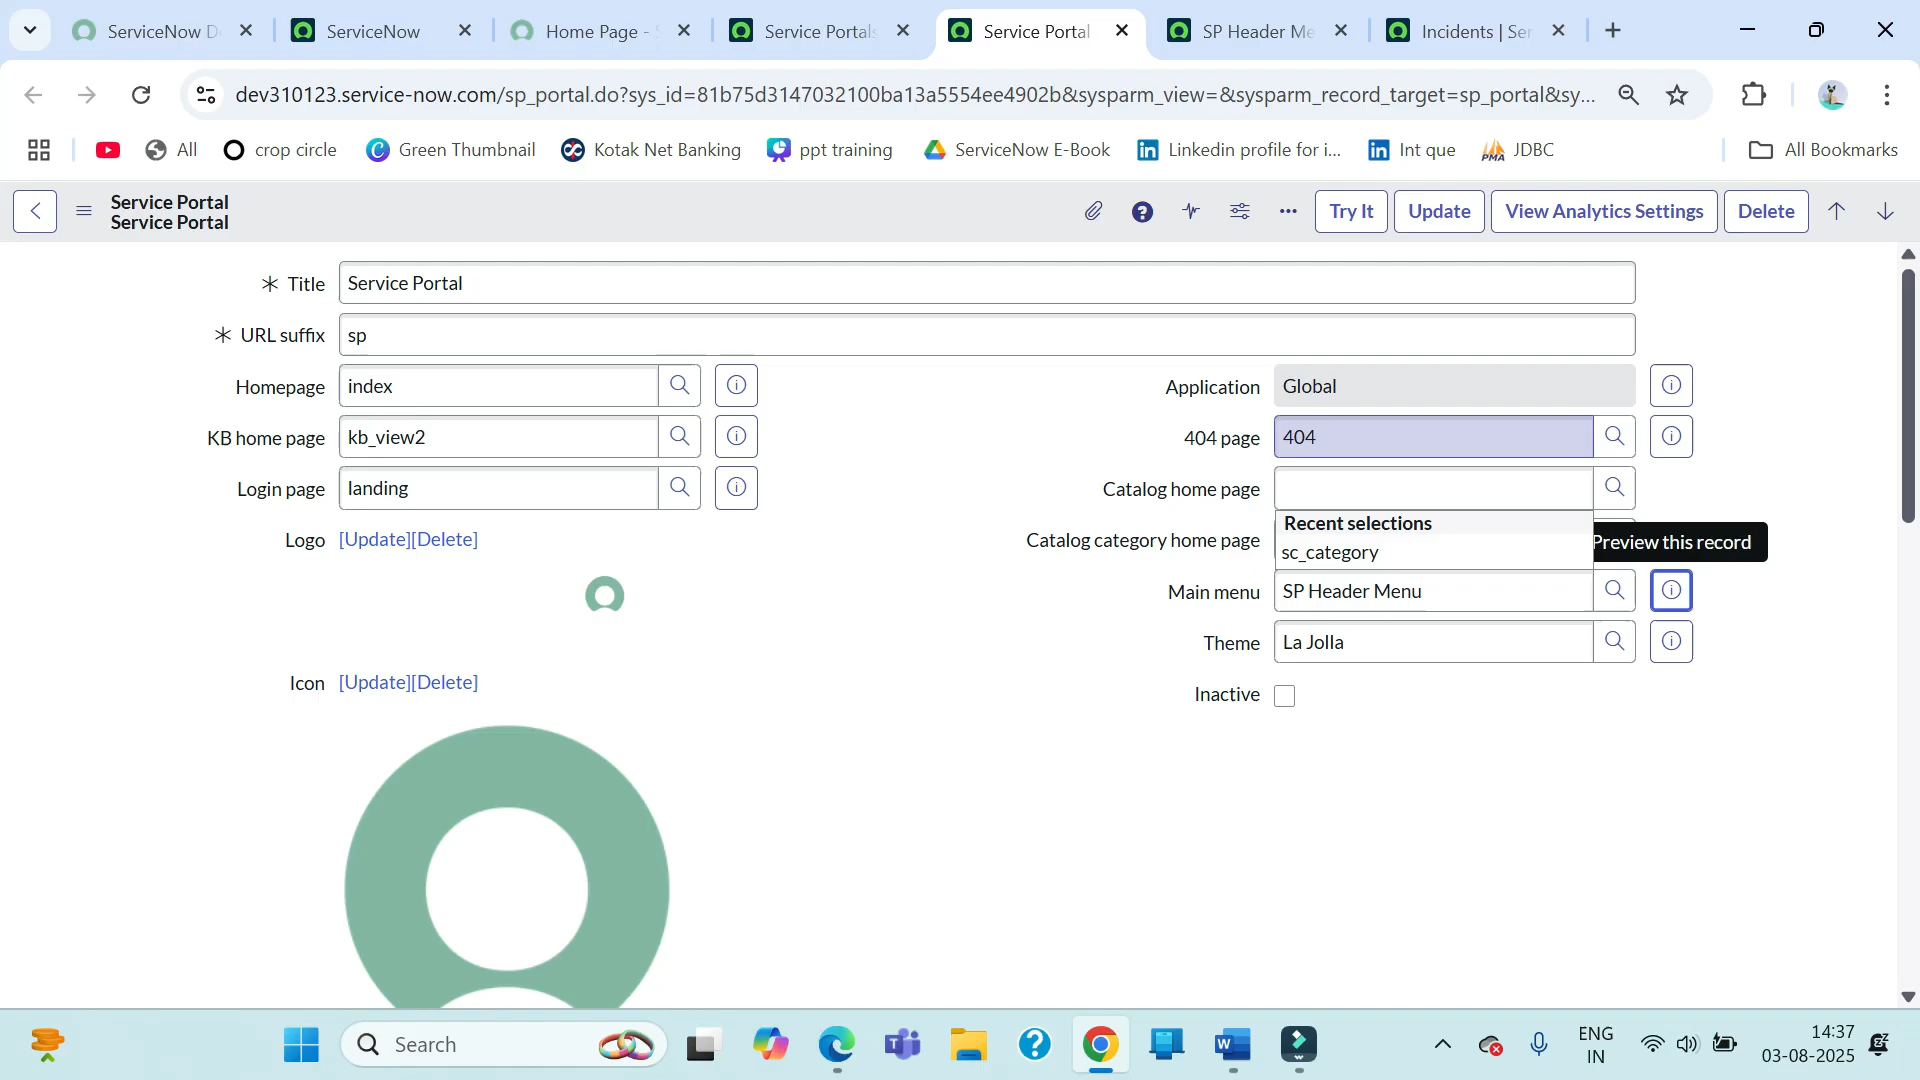 ServiceNow D
ServiceNow
Home Page - S
Service Portals
Service Portal
SP Header Me
Incidents | Ser
dev310123.service-now.com/sp_portal.do?sys_id=81b75d3147032100ba13a5554ee4902b&sysparm_view=&sysparm_record_target=sp_portal&sy...
All
crop circle
Green Thumbnail
Kotak Net Banking
ppt training
ServiceNow E-Book
Linkedin profile for i...
Int que
PMA
JDBC
All Bookmarks
Service Portal
Service Portal
Try It
Update
View Analytics Settings
Delete
Title
Service Portal
URL suffix
sp
Homepage
index
Application
Global
KB home page
kb_view2
404 page
404
Login page
landing
Catalog home page
Recent selections
sc_category
Logo
[Update][Delete]
Catalog category home page
Preview this record
Main menu
SP Header Menu
Theme
La Jolla
Icon
[Update][Delete]
Inactive
Search
ENG
IN
14:37
03-08-2025